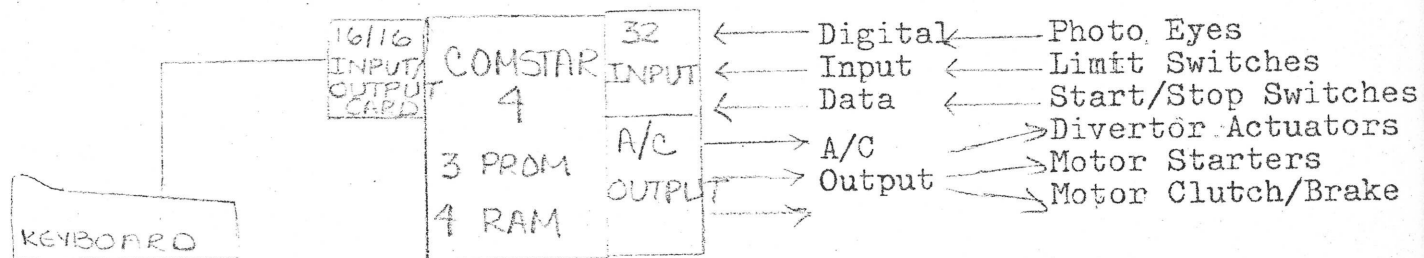 16/16
INPUT/
OUTPUT
CARD
COMSTAR
4
3 PROM
4 RAM
32
INPUT
A/C
OUTPUT
KEYBOARD
Digital
Input
Data
A/C
Output
Photo Eyes
Limit Switches
Start/Stop Switches
Divertor Actuators
Motor Starters
Motor Clutch/Brake